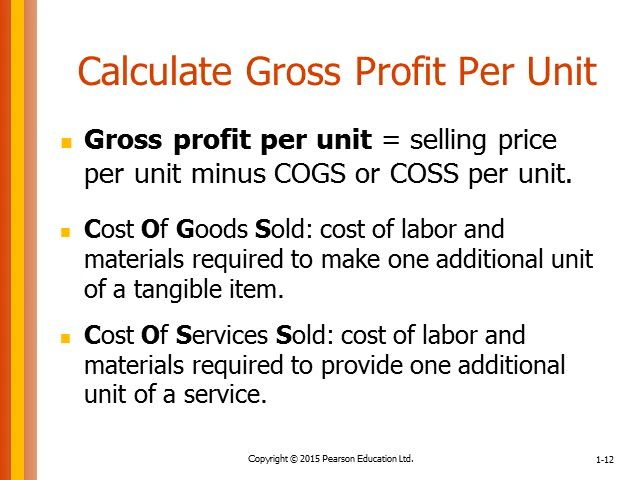 Calculate Gross Profit Per Unit
Gross profit per unit = selling price
per unit minus COGS or COSS per unit.
Cost Of Goods Sold: cost of labor and
materials required to make one additional unit
of a tangible item.
Cost Of Services Sold: cost of labor and
materials required to provide one additional
unit of a service.
Copyright © 2015 Pearson Education Ltd.
1-12